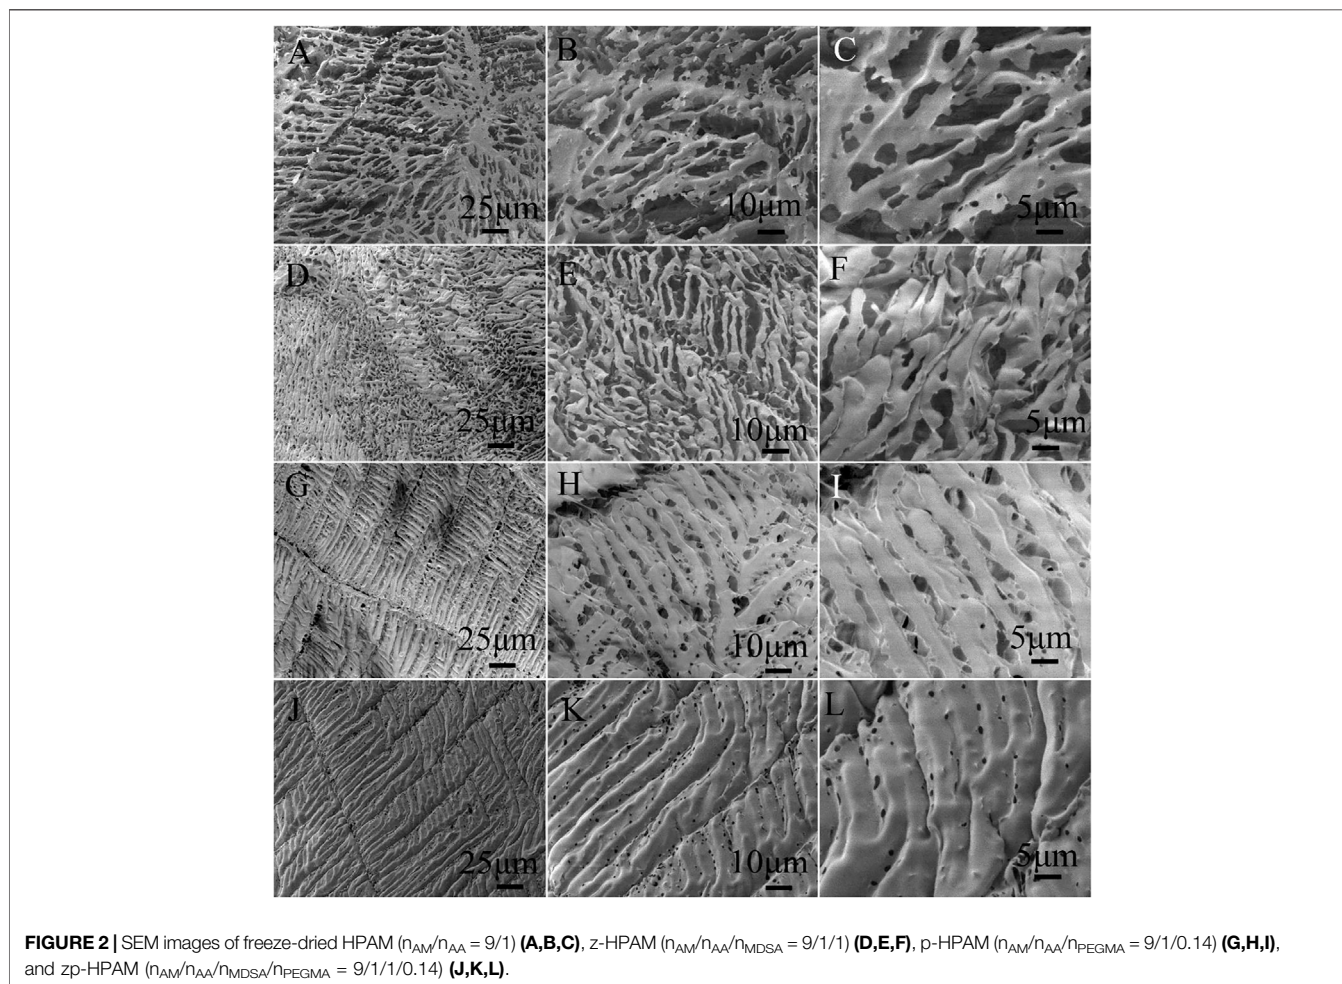 A
B
C
25μm
10μm
5μm
D
E
F
25μm
10μm
5μm
G
H
I
25μm
10μm
5μm
J
K
L
25μm
10μm
5μm
FIGURE 2 | SEM images of freeze-dried HPAM (nAM/nAA = 9/1) (A,B,C), z-HPAM (nAM/nAA/nMDSA = 9/1/1) (D,E,F), p-HPAM (nAM/nAA/nPEGMA = 9/1/0.14) (G,H,I),
and zp-HPAM (nAM/nAA/nMDSA/nPEGMA = 9/1/1/0.14) (J,K,L).